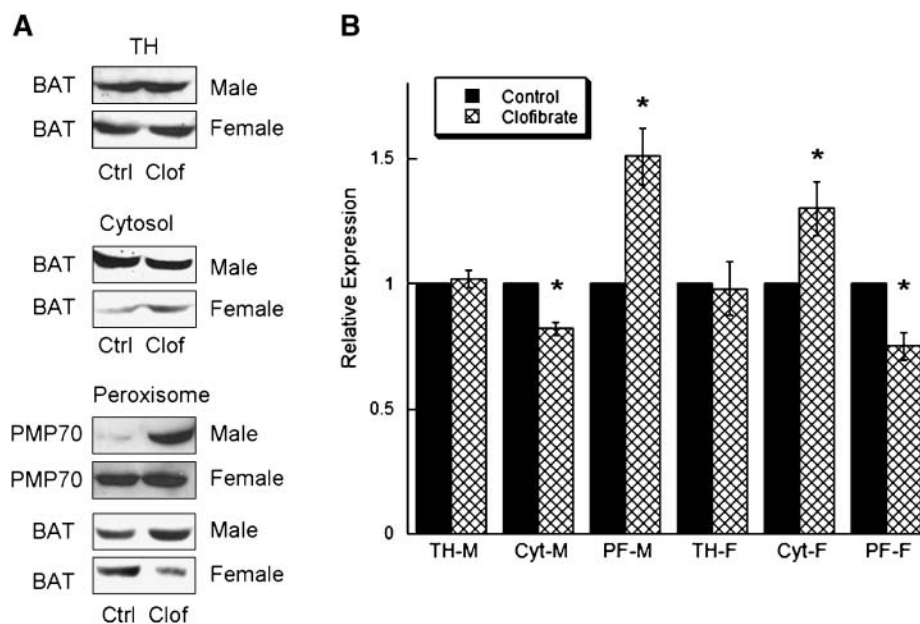 A
TH
BAT Male
BAT Female
Ctrl Clof
Cytosol
BAT Male
BAT Female
Ctrl Clof
Peroxisome
PMP70 Male
PMP70 Female
BAT Male
BAT Female
Ctrl Clof
B
Control
Clofibrate
Relative Expression
1.5
1
0.5
0
* * * *
TH-M Cyt-M PF-M TH-F Cyt-F PF-F